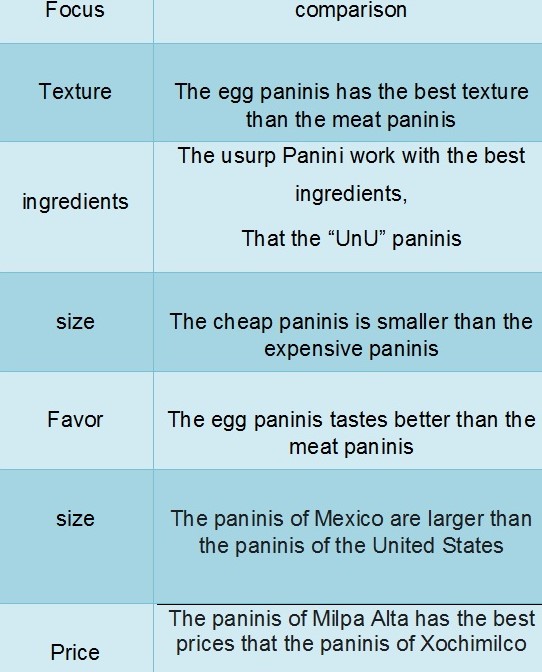 Focus comparison
Texture The egg paninis has the best texture
than the meat paninis
The usurp Panini work with the best
ingredients ingredients,
That the “UnU” paninis
size The cheap paninis is smaller than the
expensive paninis
Favor The egg paninis tastes better than the
meat paninis
size The paninis of Mexico are larger than
the paninis of the United States
The paninis of Milpa Alta has the best
Price prices that the paninis of Xochimilco